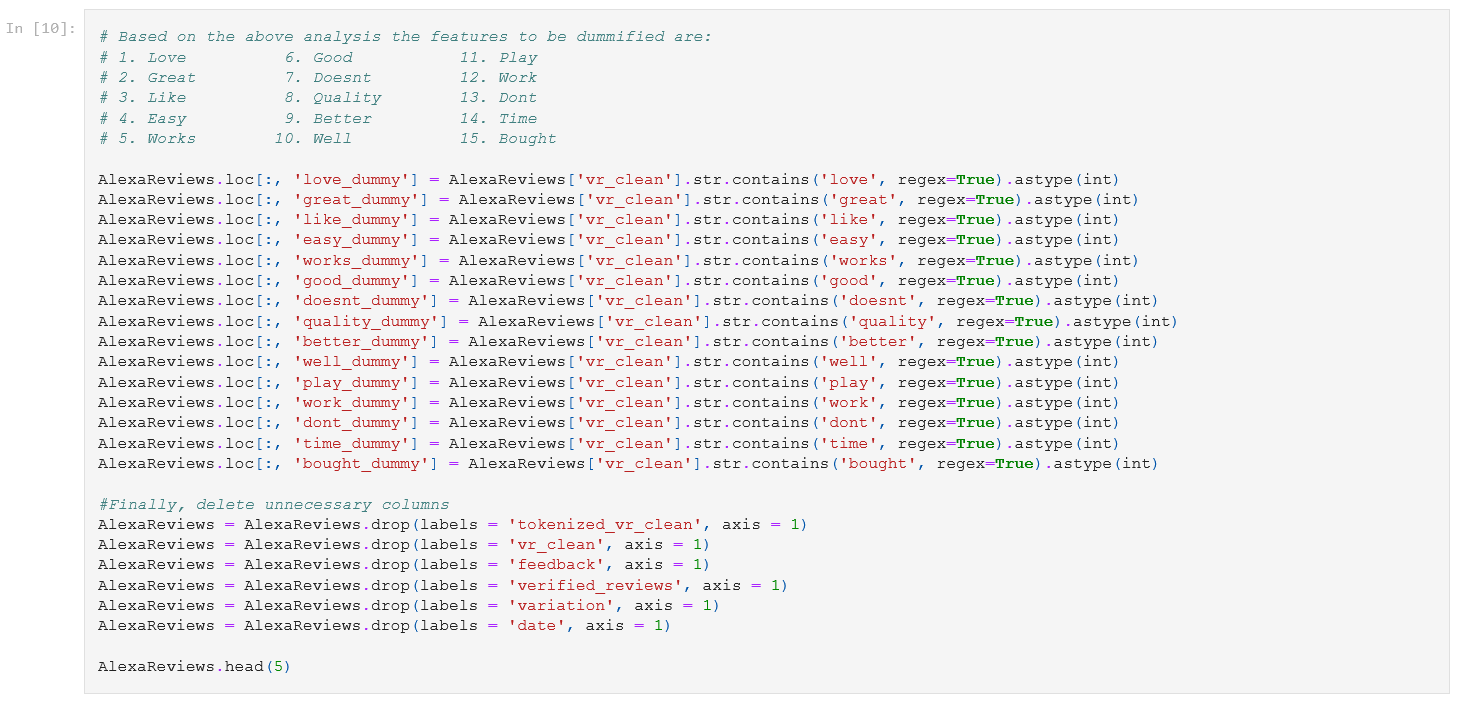 In [10]:
# Based on the above analysis the features to be dummified are:
# 1. Love          6. Good           11. Play
# 2. Great         7. Doesnt         12. Work
# 3. Like          8. Quality        13. Dont
# 4. Easy          9. Better         14. Time
# 5. Works        10. Well           15. Bought
AlexaReviews.loc[:, 'love_dummy'] = AlexaReviews['vr_clean'].str.contains('love', regex=True).astype(int)
AlexaReviews.loc[:, 'great_dummy'] = AlexaReviews['vr_clean'].str.contains('great', regex=True).astype(int)
AlexaReviews.loc[:, 'like_dummy'] = AlexaReviews['vr_clean'].str.contains('like', regex=True).astype(int)
AlexaReviews.loc[:, 'easy_dummy'] = AlexaReviews['vr_clean'].str.contains('easy', regex=True).astype(int)
AlexaReviews.loc[:, 'works_dummy'] = AlexaReviews['vr_clean'].str.contains('works', regex=True).astype(int)
AlexaReviews.loc[:, 'good_dummy'] = AlexaReviews['vr_clean'].str.contains('good', regex=True).astype(int)
AlexaReviews.loc[:, 'doesnt_dummy'] = AlexaReviews['vr_clean'].str.contains('doesnt', regex=True).astype(int)
AlexaReviews.loc[:, 'quality_dummy'] = AlexaReviews['vr_clean'].str.contains('quality', regex=True).astype(int)
AlexaReviews.loc[:, 'better_dummy'] = AlexaReviews['vr_clean'].str.contains('better', regex=True).astype(int)
AlexaReviews.loc[:, 'well_dummy'] = AlexaReviews['vr_clean'].str.contains('well', regex=True).astype(int)
AlexaReviews.loc[:, 'play_dummy'] = AlexaReviews['vr_clean'].str.contains('play', regex=True).astype(int)
AlexaReviews.loc[:, 'work_dummy'] = AlexaReviews['vr_clean'].str.contains('work', regex=True).astype(int)
AlexaReviews.loc[:, 'dont_dummy'] = AlexaReviews['vr_clean'].str.contains('dont', regex=True).astype(int)
AlexaReviews.loc[:, 'time_dummy'] = AlexaReviews['vr_clean'].str.contains('time', regex=True).astype(int)
AlexaReviews.loc[:, 'bought_dummy'] = AlexaReviews['vr_clean'].str.contains('bought', regex=True).astype(int)
#Finally, delete unnecessary columns
AlexaReviews = AlexaReviews.drop(labels = 'tokenized_vr_clean', axis = 1)
AlexaReviews = AlexaReviews.drop(labels = 'vr_clean', axis = 1)
AlexaReviews = AlexaReviews.drop(labels = 'feedback', axis = 1)
AlexaReviews = AlexaReviews.drop(labels = 'verified_reviews', axis = 1)
AlexaReviews = AlexaReviews.drop(labels = 'variation', axis = 1)
AlexaReviews = AlexaReviews.drop(labels = 'date', axis = 1)
AlexaReviews.head(5)